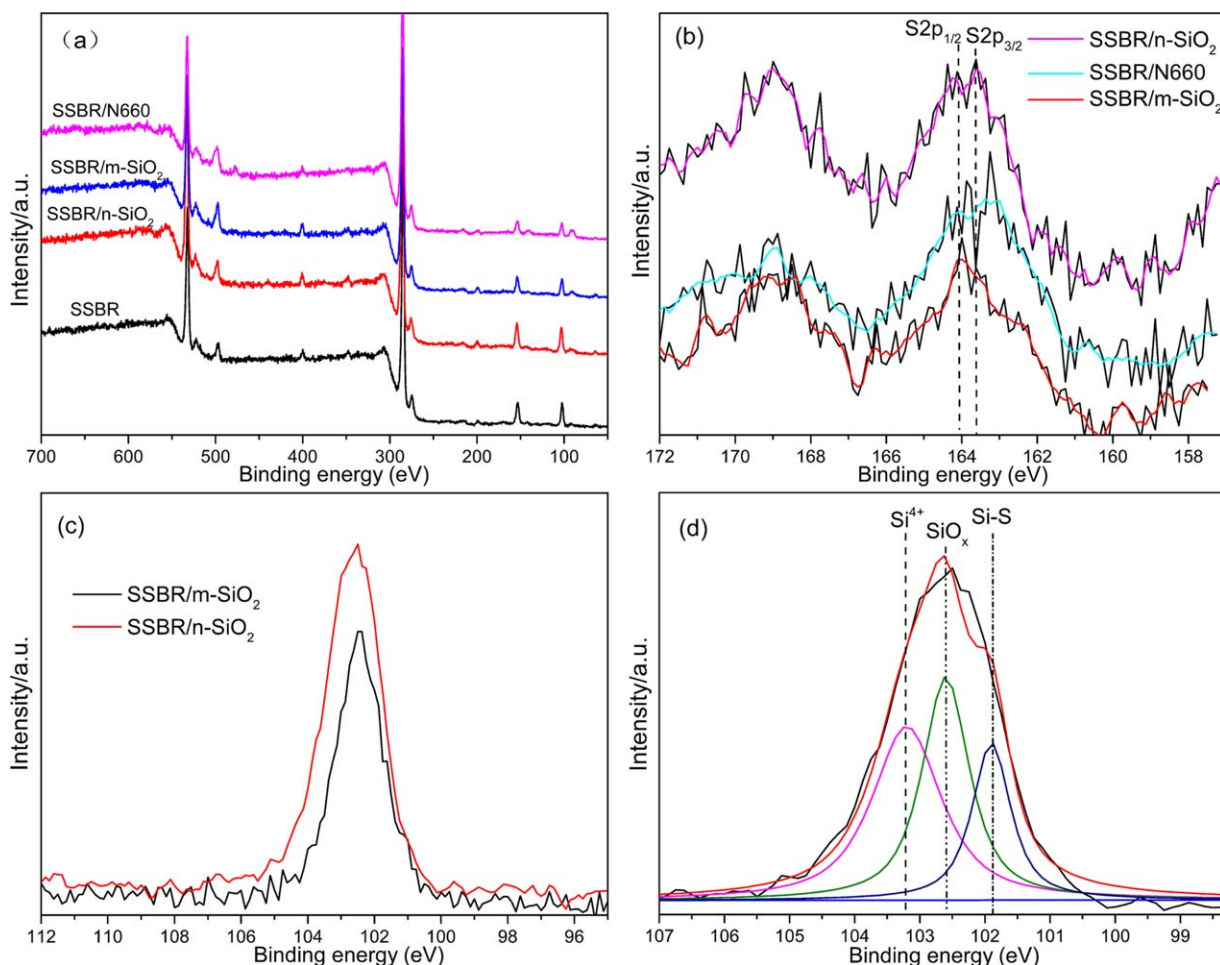 (a)
SSBR/N660
SSBR/m-SiO₂
SSBR/n-SiO₂
SSBR
Intensity/a.u.
700 600 500 400 300 200 100
Binding energy (eV)
(b)
S2p₁/₂ S2p₃/₂
SSBR/n-SiO₂
SSBR/N660
SSBR/m-SiO₂
Intensity/a.u.
172 170 168 166 164 162 160 158
Binding energy (eV)
(c)
SSBR/m-SiO₂
SSBR/n-SiO₂
Intensity/a.u.
112 110 108 106 104 102 100 98 96
Binding energy (eV)
(d)
Si⁴⁺
SiOₓ
Si-S
Intensity/a.u.
107 106 105 104 103 102 101 100 99
Binding energy (eV)